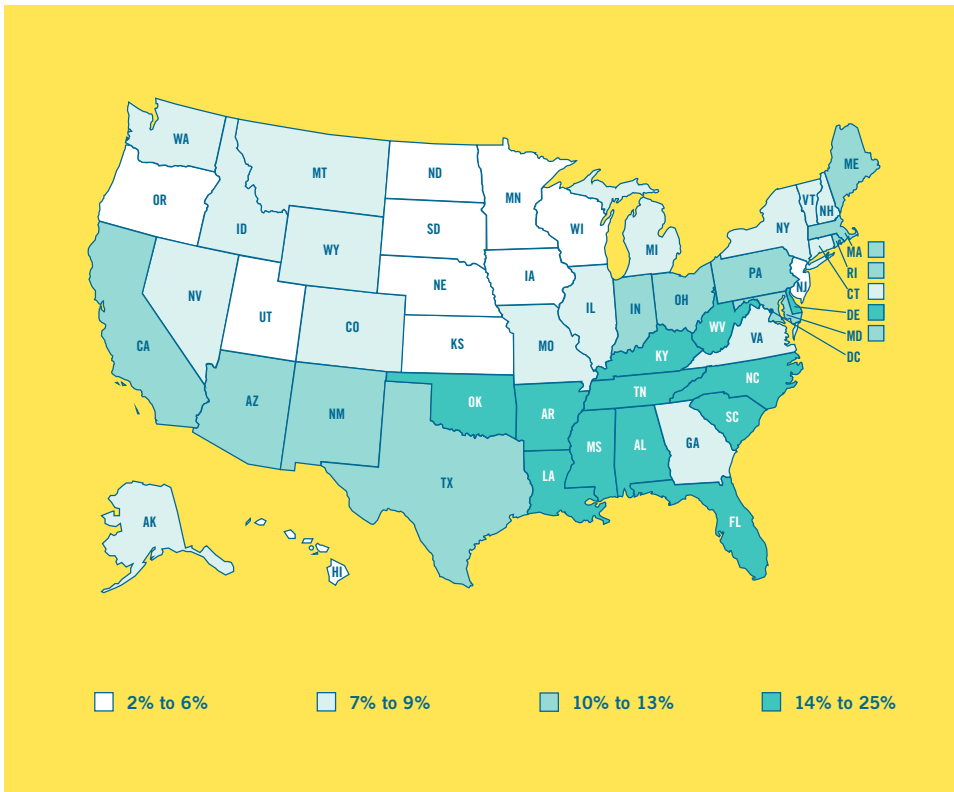 WA
MT
ND
MN
ME
OR
ID
WY
SD
WI
MI
NY
VT
NH
MA
RI
CT
DE
MD
DC
NV
UT
CO
NE
IA
IL
IN
OH
PA
NJ
CA
KS
MO
KY
WV
VA
AZ
NM
OK
AR
TN
NC
SC
TX
LA
MS
AL
GA
FL
AK
HI
2% to 6%
7% to 9%
10% to 13%
14% to 25%